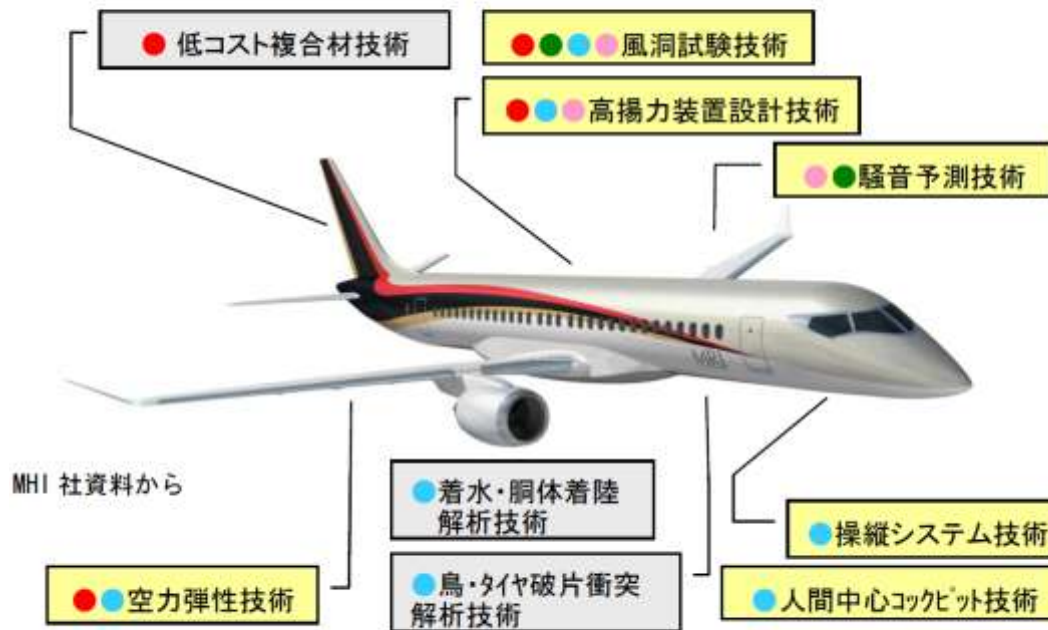 低コスト複合材技術
風洞試験技術
高揚力装置設計技術
騒音予測技術
MRJ
MHI 社資料から
着水・胴体着陸
解析技術
操縦システム技術
鳥・タイヤ破片衝突
解析技術
空力弾性技術
人間中心コックピット技術